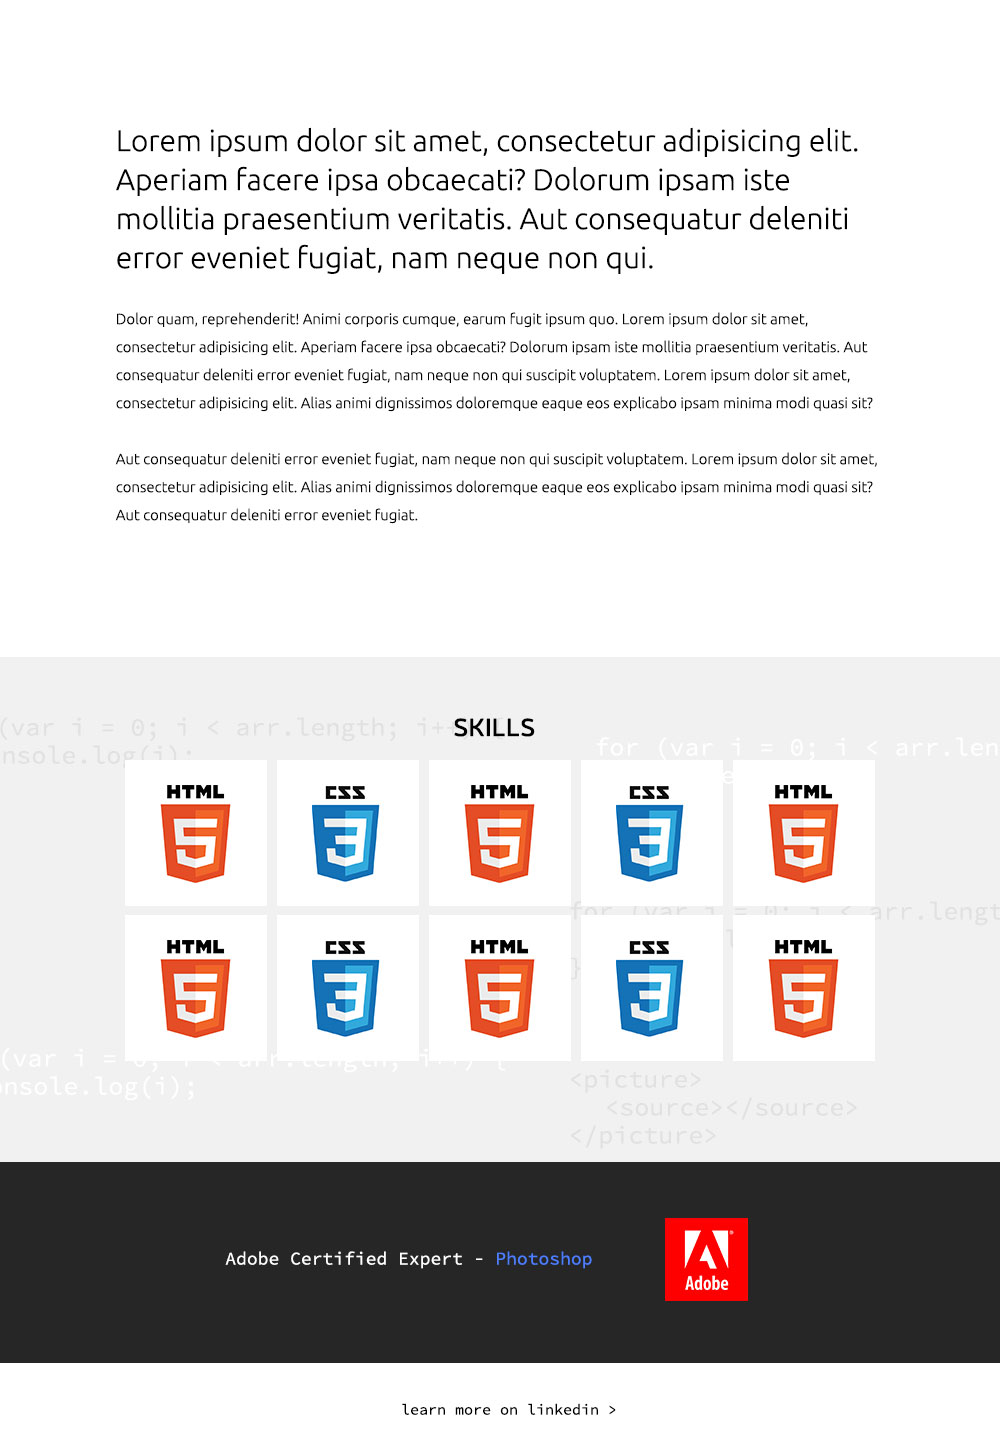 Lorem ipsum dolor sit amet, consectetur adipisicing elit.
Aperiam facere ipsa obcaecati? Dolorum ipsam iste
mollitia praesentium veritatis. Aut consequatur deleniti
error eveniet fugiat, nam neque non qui.
Dolor quam, reprehenderit! Animi corporis cumque, earum fugit ipsum quo. Lorem ipsum dolor sit amet,
consectetur adipisicing elit. Aperiam facere ipsa obcaecati? Dolorum ipsam iste mollitia praesentium veritatis. Aut
consequatur deleniti error eveniet fugiat, nam neque non qui suscipit voluptatem. Lorem ipsum dolor sit amet,
consectetur adipisicing elit. Alias animi dignissimos doloremque eaque eos explicabo ipsam minima modi quasi sit?
Aut consequatur deleniti error eveniet fugiat, nam neque non qui suscipit voluptatem. Lorem ipsum dolor sit amet,
consectetur adipisicing elit. Alias animi dignissimos doloremque eaque eos explicabo ipsam minima modi quasi sit?
Aut consequatur deleniti error eveniet fugiat.
(var i = 0; i < arr.length; i++) {
nsole.log(i);
SKILLS
for (var i = 0; i < arr.len
HTML CSS HTML CSS HTML
5 3 5 3 5
for (var i = 0; i < arr.lengt
}
HTML CSS HTML CSS HTML
5 3 5 3 5
(var i = 0; i < arr.length; i++) {
onsole.log(i);
<picture>
<source></source>
</picture>
Adobe Certified Expert - Photoshop
Adobe
learn more on linkedin >